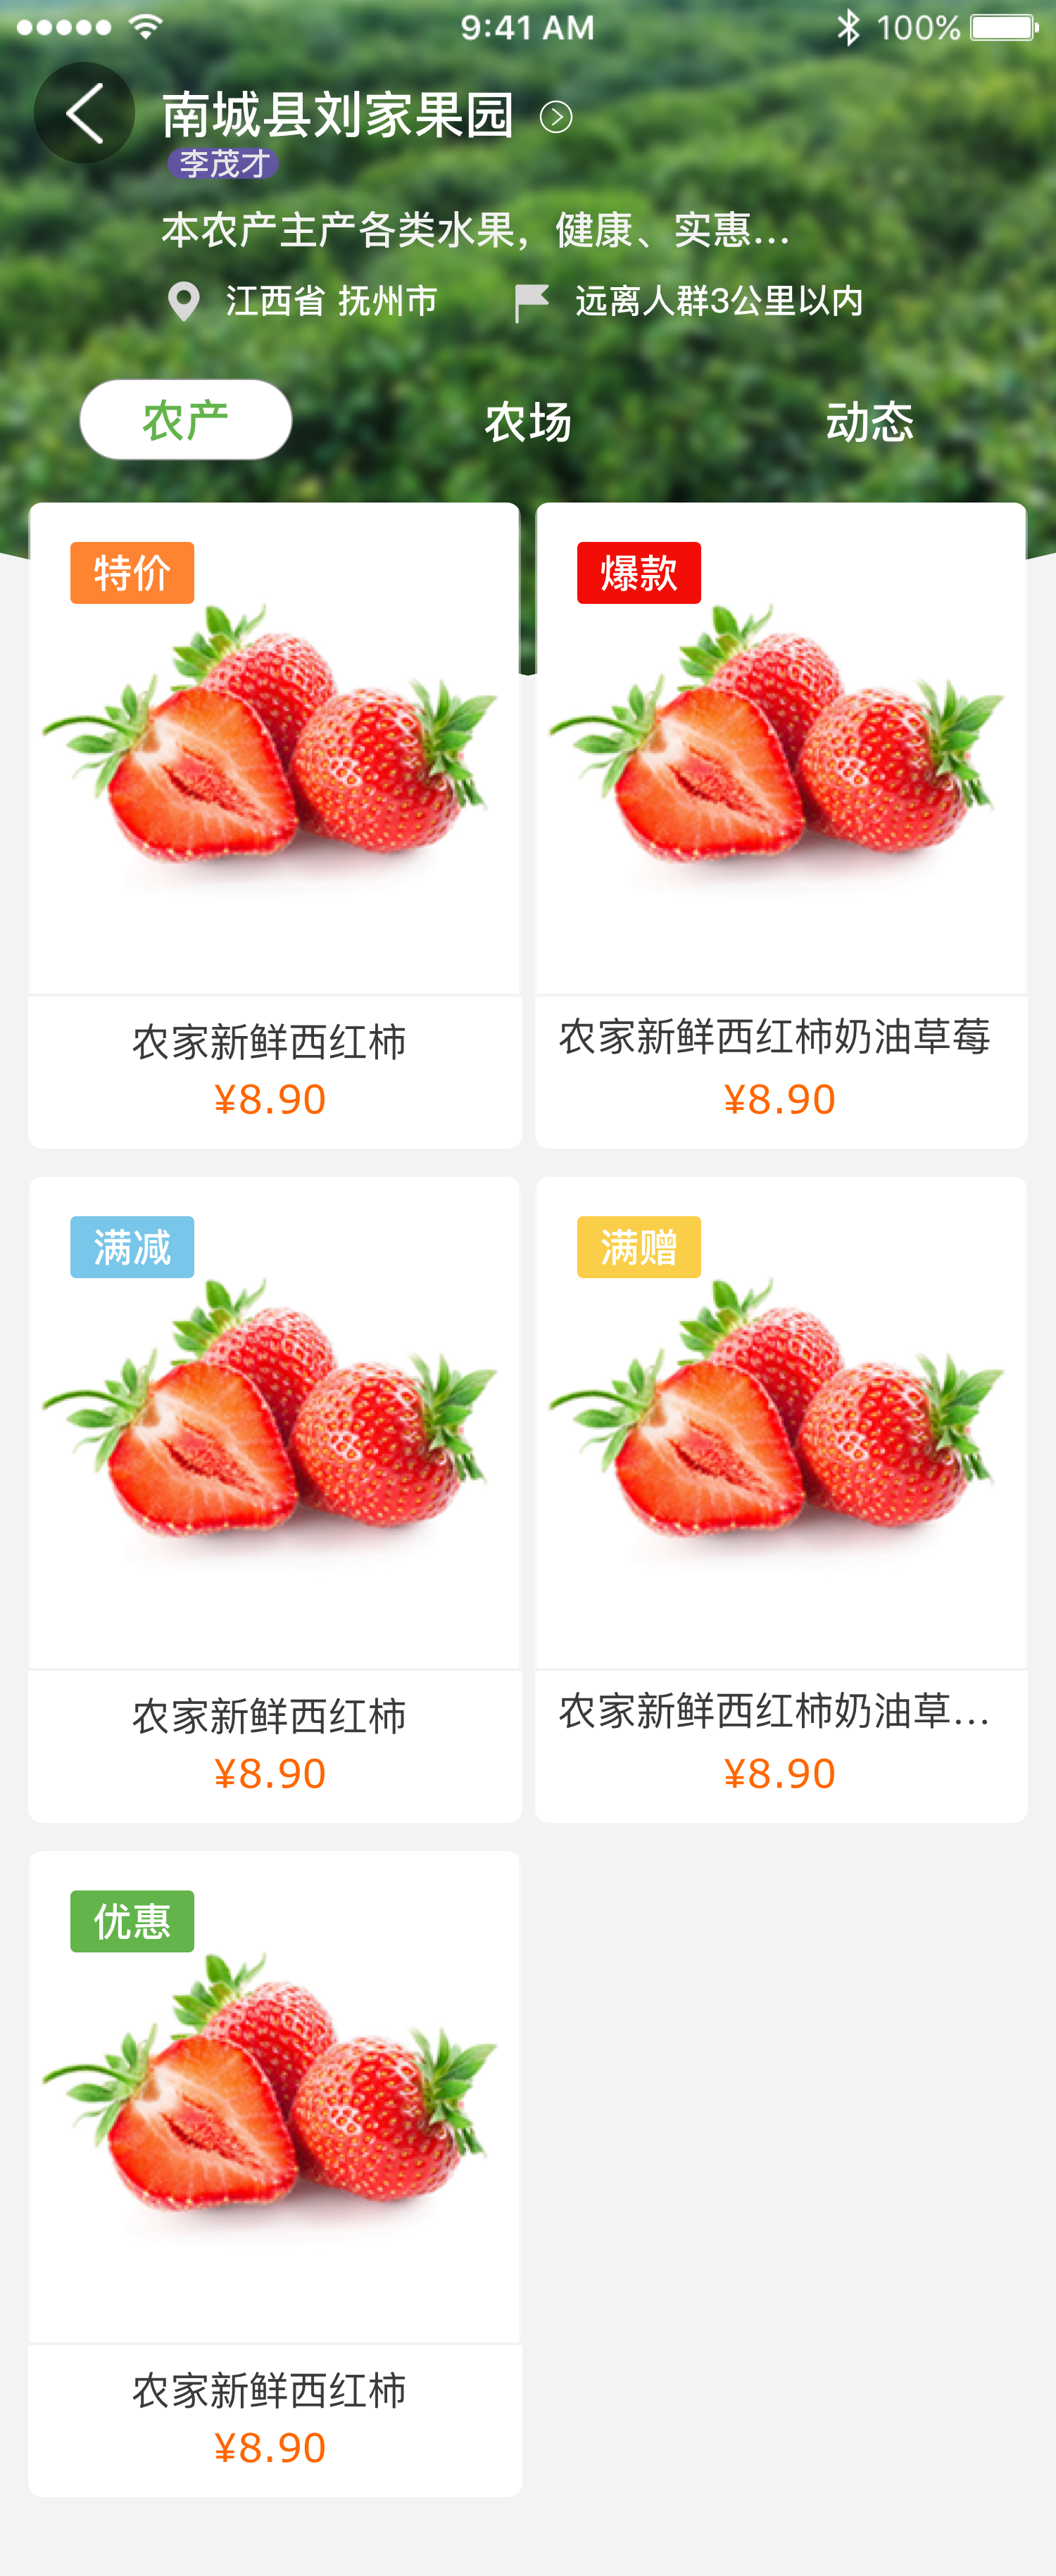 9:41 AM 100%
南城县刘家果园
李茂才
本农产主产各类水果，健康、实惠...
江西省 抚州市 远离人群3公里以内
农产 农场 动态
特价 爆款
农家新鲜西红柿 农家新鲜西红柿奶油草莓
¥8.90 ¥8.90
满减 满赠
农家新鲜西红柿 农家新鲜西红柿奶油草...
¥8.90 ¥8.90
优惠
农家新鲜西红柿
¥8.90